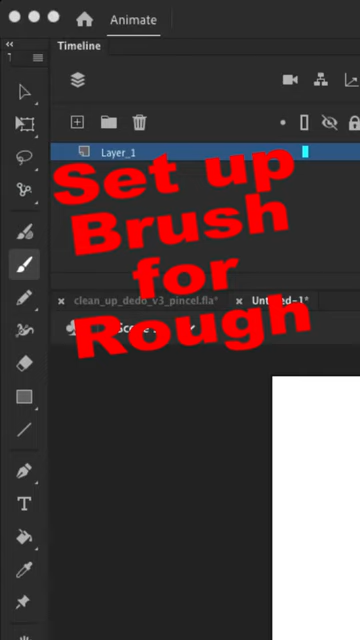 Animate
Timeline
Layer_1
Set up
Brush
for
Rough
clean_up_dedo_v3_pincel.fla*
Untitled-1*